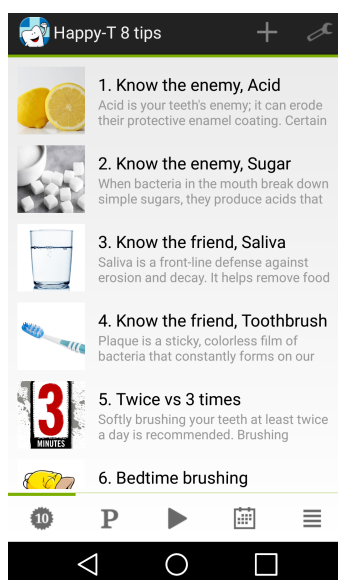 Happy-T 8 tips
1. Know the enemy, Acid
Acid is your teeth's enemy; it can erode
their protective enamel coating. Certain
2. Know the enemy, Sugar
When bacteria in the mouth break down
simple sugars, they produce acids that
3. Know the friend, Saliva
Saliva is a front-line defense against
erosion and decay. It helps remove food
4. Know the friend, Toothbrush
Plaque is a sticky, colorless film of
bacteria that constantly forms on our
3
MINUTES
5. Twice vs 3 times
Softly brushing your teeth at least twice
a day is recommended. Brushing
6. Bedtime brushing
10
P